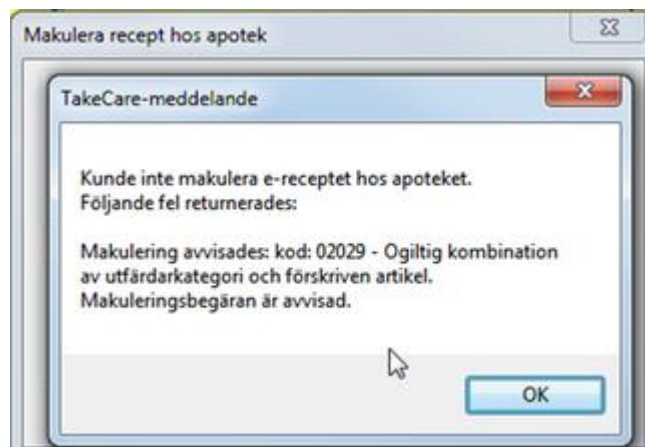 Makulera recept hos apotek
TakeCare-meddelande
Kunde inte makulera e-receptet hos apoteket.
Följande fel returnerades:
Makulering avvisades: kod: 02029 - Ogiltig kombination
av utfärdarkategori och förskriven artikel.
Makuleringsbegäran är avvisad.
OK